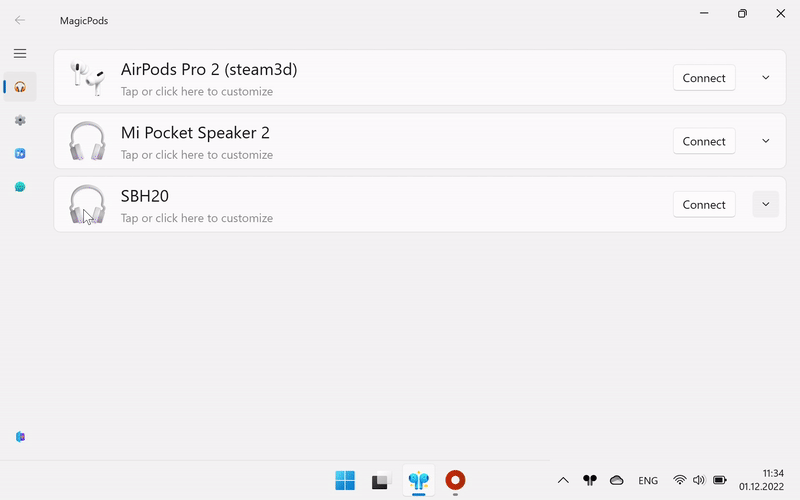 MagicPods
AirPods Pro 2 (steam3d)
Tap or click here to customize
Connect
Mi Pocket Speaker 2
Tap or click here to customize
Connect
SBH20
Tap or click here to customize
Connect
ENG
11:34
01.12.2022